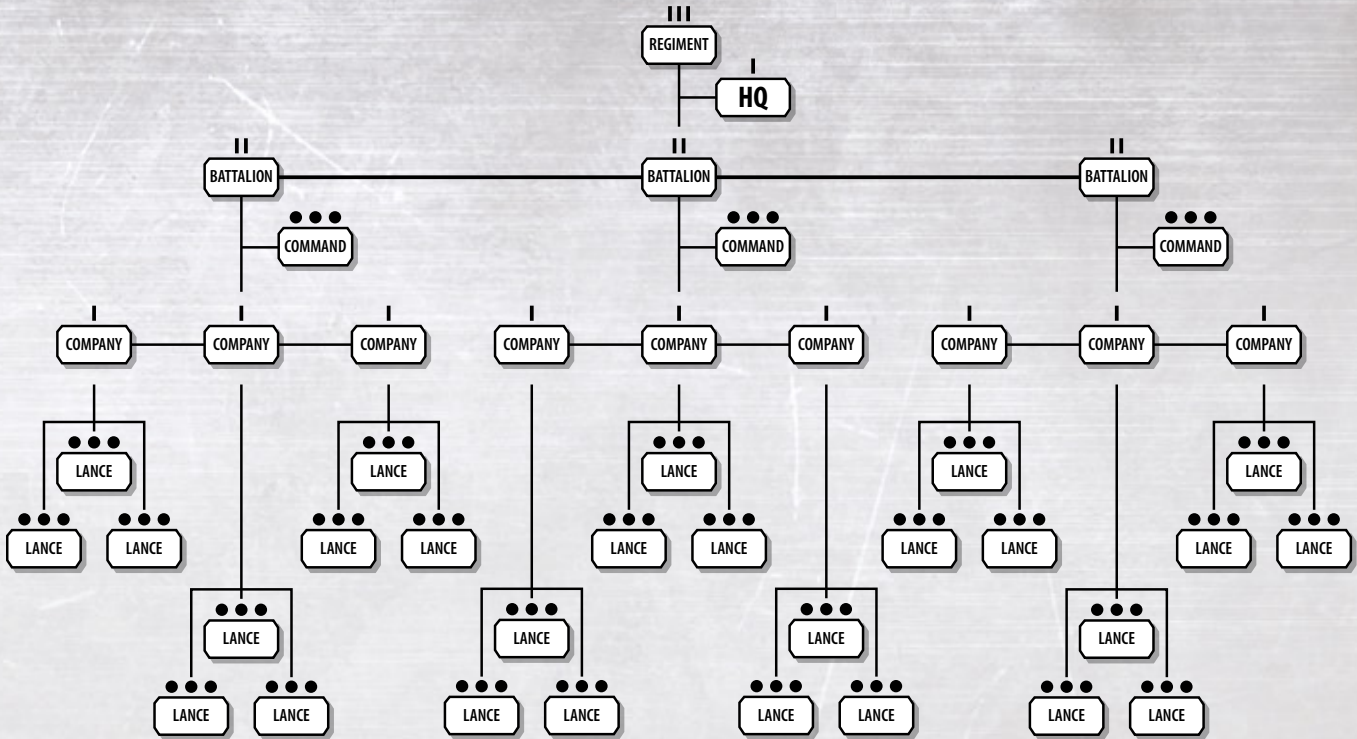 III
REGIMENT
I
HQ
II II II
BATTALION BATTALION BATTALION
COMMAND COMMAND COMMAND
I I I I I I I I I
COMPANY COMPANY COMPANY COMPANY COMPANY COMPANY COMPANY COMPANY COMPANY
LANCE LANCE LANCE LANCE LANCE
LANCE LANCE LANCE LANCE LANCE LANCE LANCE LANCE LANCE LANCE
LANCE LANCE LANCE LANCE
LANCE LANCE LANCE LANCE LANCE LANCE LANCE LANCE